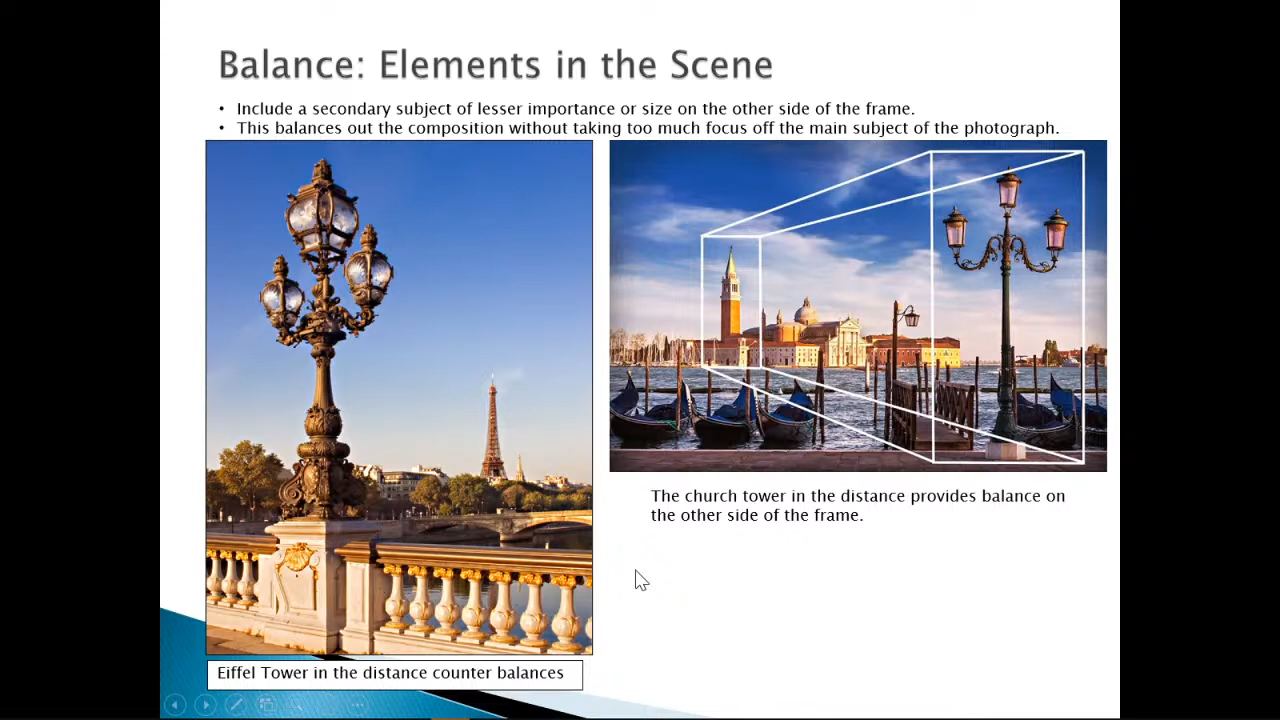 Balance: Elements in the Scene
• Include a secondary subject of lesser importance or size on the other side of the frame.
• This balances out the composition without taking too much focus off the main subject of the photograph.
The church tower in the distance provides balance on
the other side of the frame.
Eiffel Tower in the distance counter balances